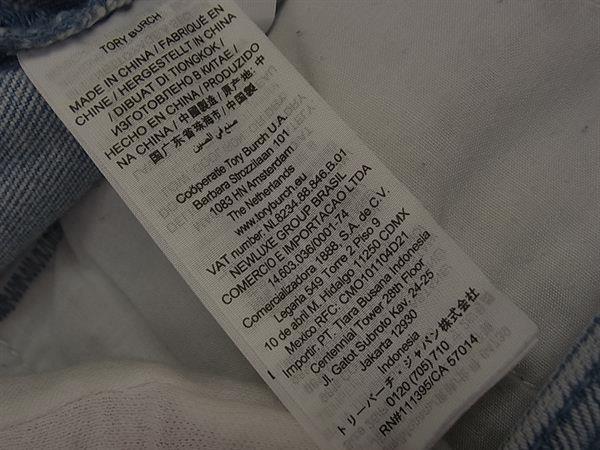 TORY BURCH
MADE IN CHINA / FABRIQUÉ EN
CHINE / HERGESTELLT IN CHINA
/ DIBUAT DI TIONGKOK /
ИЗГОТОВЛЕНО В КИТАЕ /
HECHO EN CHINA / PRODUZIDO
NA CHINA / 中國製造 / 原产地: 中
国广东省珠海市 / 中国製
صنع في الصين
Coöperatie Tory Burch U.A.
Barbara Strozzilaan 101
1083 HN Amsterdam
The Netherlands
www.toryburch.eu
VAT number: NL8234.88.846.B.01
NEWLUXE GROUP BRASIL
COMERCIO E IMPORTACAO LTDA
14.603.036/0001-74
Comercializadora 1888, S.A. de C.V.
Legaria 549 Torre 2 Piso 9
10 de abril M. Hidalgo 11250 CDMX
Mexico RFC: CMO101104D21
Importir. PT. Tiara Busana Indonesia
Centennial Tower 28th Floor
Jl. Gatot Subroto Kav. 24-25
Jakarta 12930
Indonesia
トリーバーチ・ジャパン株式会社
0120 (705) 710
RN#111395/CA 57014